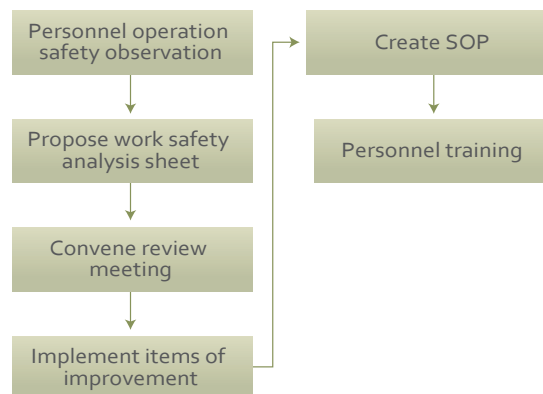 Personnel operation
safety observation
Propose work safety
analysis sheet
Convene review
meeting
Implement items of
improvement
Create SOP
Personnel training